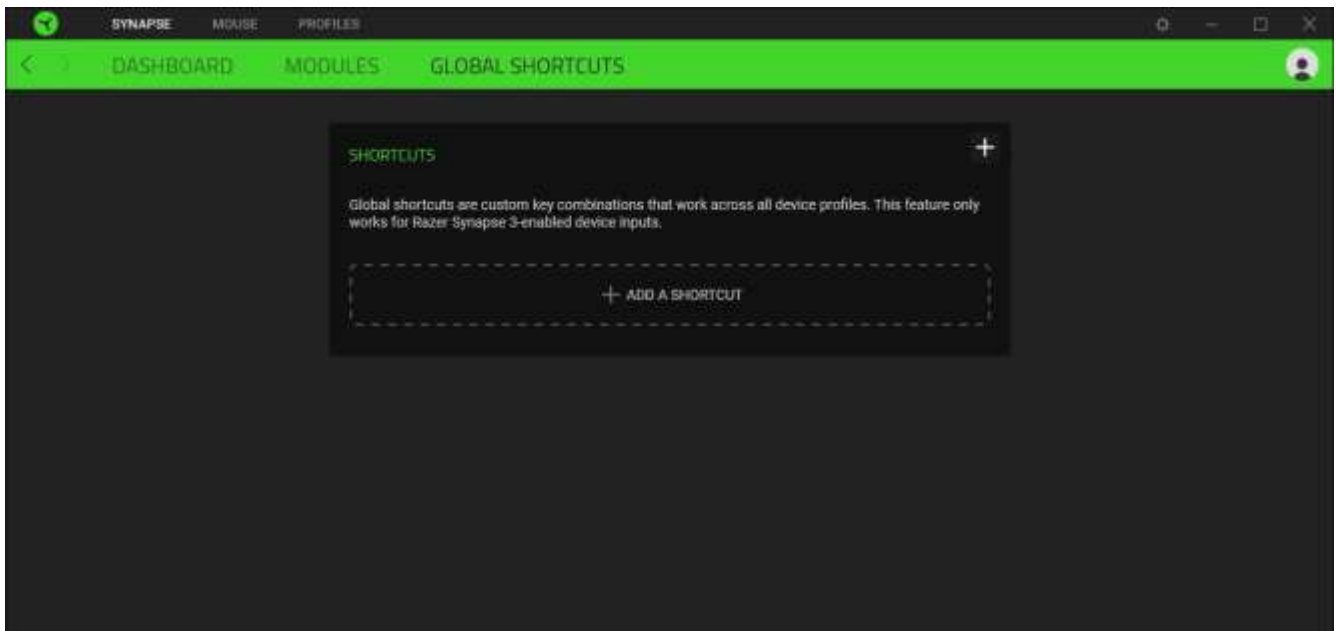 SYNAPSE MOUSE PROFILES
DASHBOARD MODULES GLOBAL SHORTCUTS
SHORTCUTS
Global shortcuts are custom key combinations that work across all device profiles. This feature only
works for Razer Synapse 3-enabled device inputs.
ADD A SHORTCUT